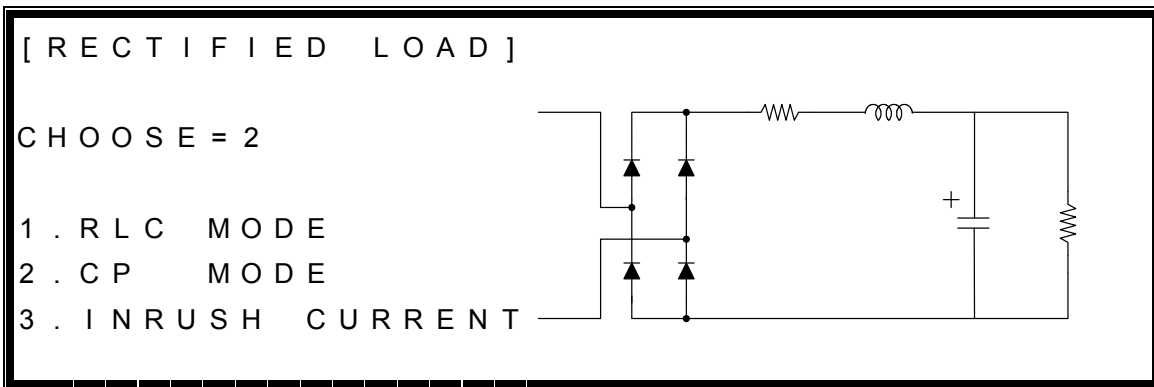 [RECTIFIED LOAD]
CHOOSE=2
1.RLC MODE
2.CP MODE
3.INRUSH CURRENT
+